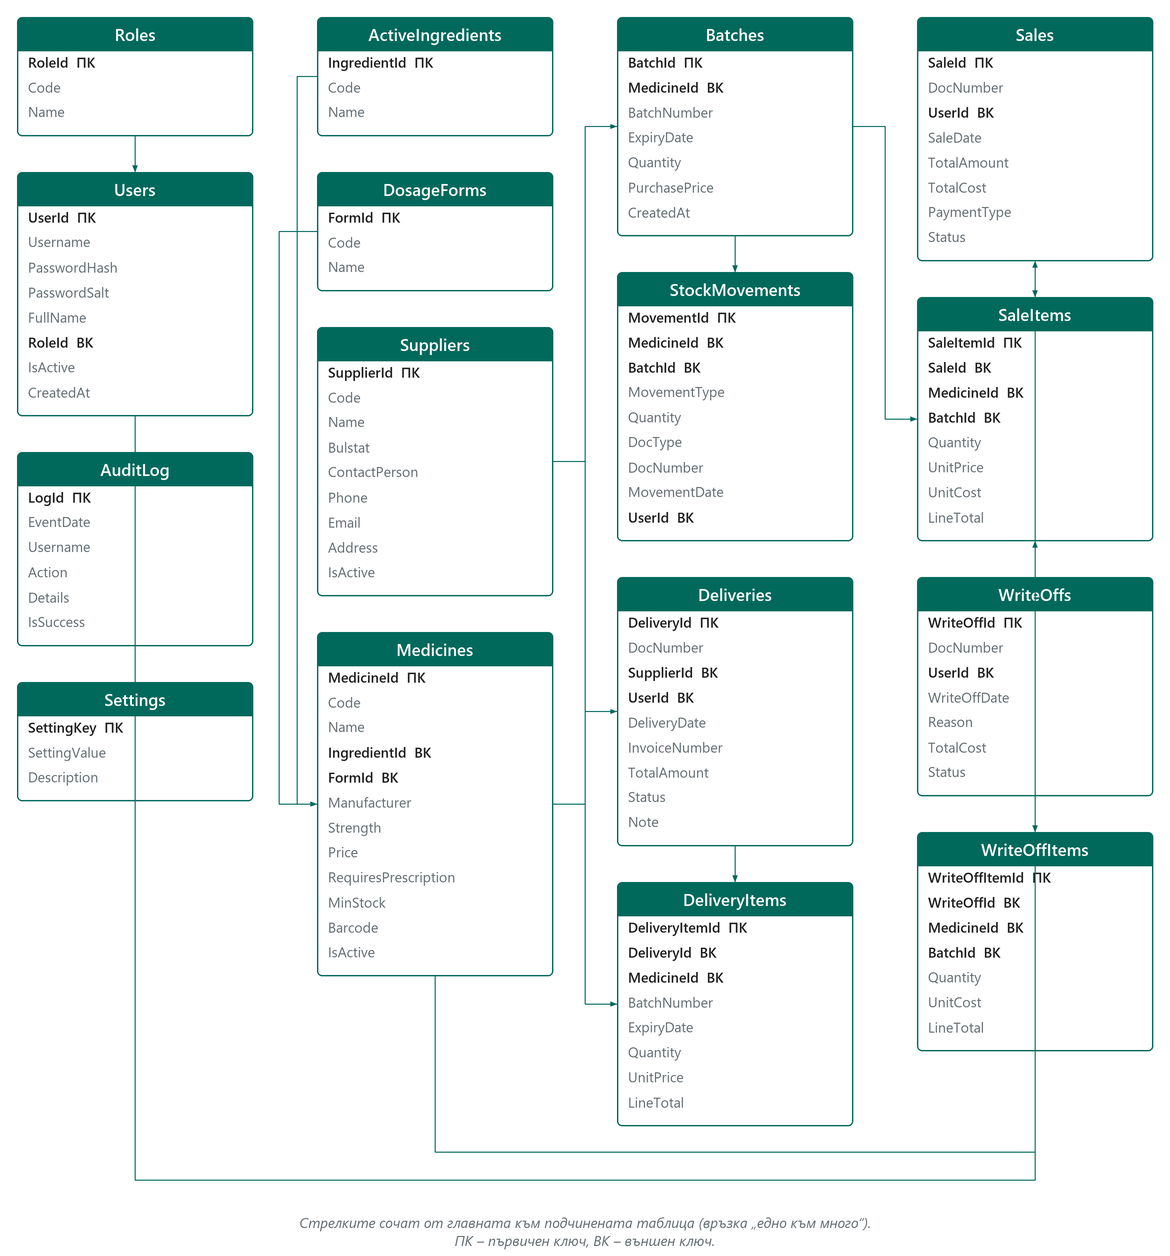 Roles
RoleId ПК
Code
Name
Users
UserId ПК
Username
PasswordHash
PasswordSalt
FullName
RoleId ВК
IsActive
CreatedAt
AuditLog
LogId ПК
EventDate
Username
Action
Details
IsSuccess
Settings
SettingKey ПК
SettingValue
Description
ActiveIngredients
IngredientId ПК
Code
Name
DosageForms
FormId ПК
Code
Name
Suppliers
SupplierId ПК
Code
Name
Bulstat
ContactPerson
Phone
Email
Address
IsActive
Medicines
MedicineId ПК
Code
Name
IngredientId ВК
FormId ВК
Manufacturer
Strength
Price
RequiresPrescription
MinStock
Barcode
IsActive
Batches
BatchId ПК
MedicineId ВК
BatchNumber
ExpiryDate
Quantity
PurchasePrice
CreatedAt
StockMovements
MovementId ПК
MedicineId ВК
BatchId ВК
MovementType
Quantity
DocType
DocNumber
MovementDate
UserId ВК
Deliveries
DeliveryId ПК
DocNumber
SupplierId ВК
UserId ВК
DeliveryDate
InvoiceNumber
TotalAmount
Status
Note
DeliveryItems
DeliveryItemId ПК
DeliveryId ВК
MedicineId ВК
BatchNumber
ExpiryDate
Quantity
UnitPrice
LineTotal
Sales
SaleId ПК
DocNumber
UserId ВК
SaleDate
TotalAmount
TotalCost
PaymentType
Status
SaleItems
SaleItemId ПК
SaleId ВК
MedicineId ВК
BatchId ВК
Quantity
UnitPrice
UnitCost
LineTotal
WriteOffs
WriteOffId ПК
DocNumber
UserId ВК
WriteOffDate
Reason
TotalCost
Status
WriteOffItems
WriteOffItemId ПК
WriteOffId ВК
MedicineId ВК
BatchId ВК
Quantity
UnitCost
LineTotal
Стрелките сочат от главната към подчинената таблица (връзка „едно към много“).
ПК – първичен ключ, ВК – външен ключ.